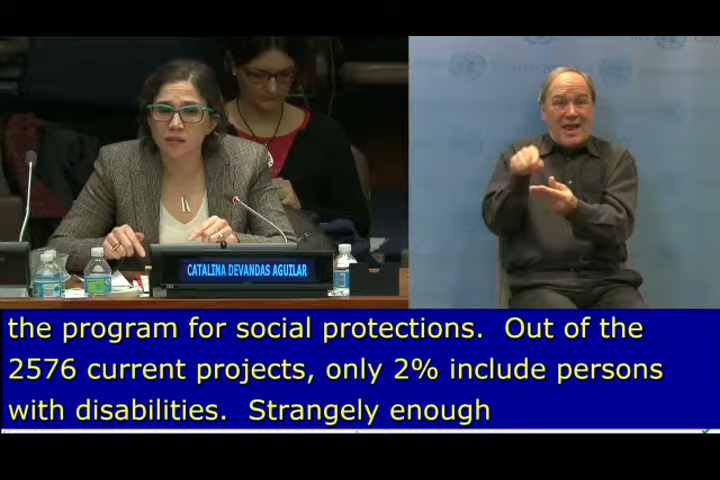 CATALINA DEVANDAS AGUILAR
the program for social protections.  Out of the
2576 current projects, only 2% include persons
with disabilities.  Strangely enough